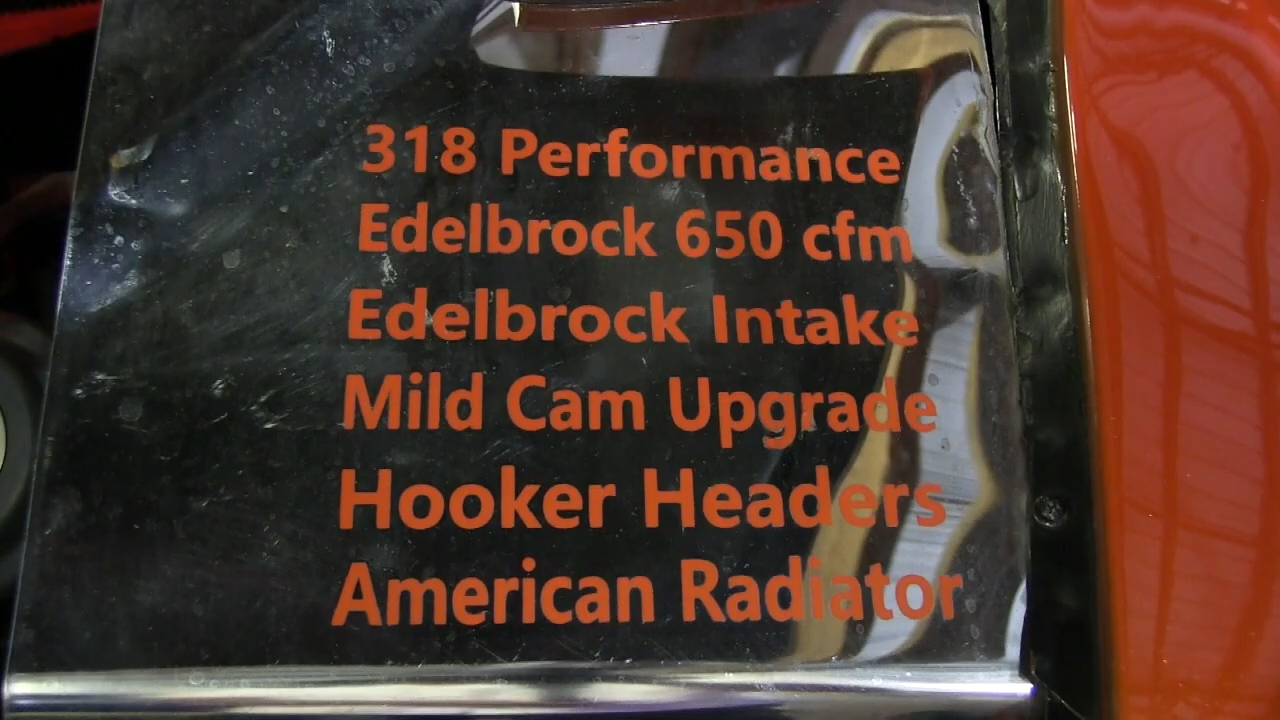 318 Performance
Edelbrock 650 cfm
Edelbrock Intake
Mild Cam Upgrade
Hooker Headers
American Radiator